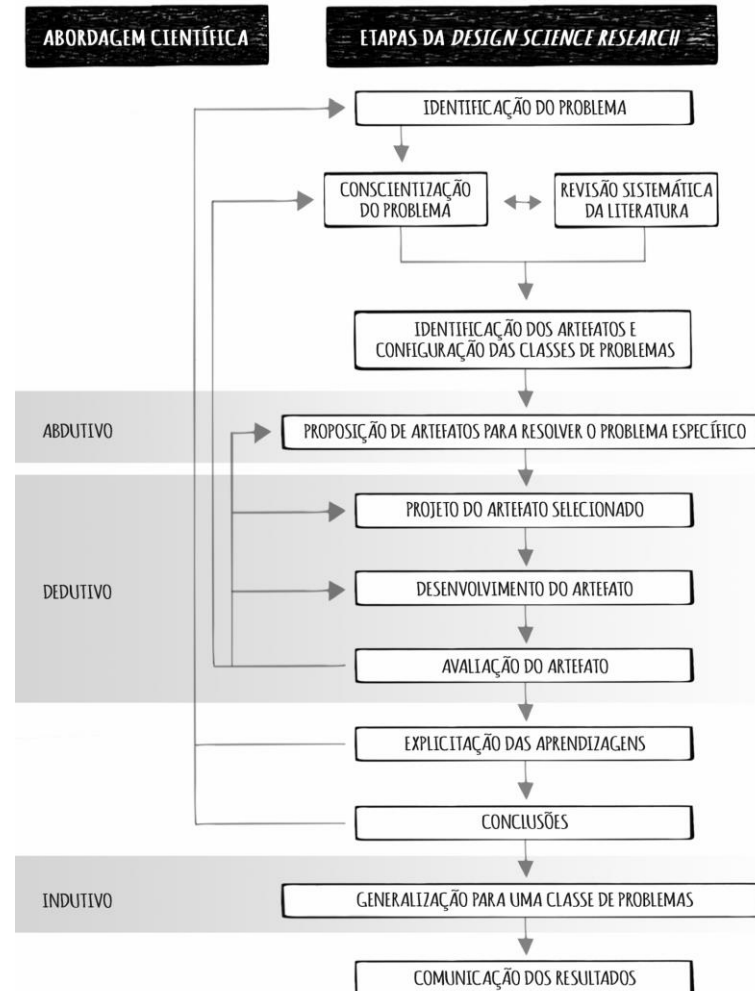 ABORDAGEM CIENTÍFICA
ETAPAS DA DESIGN SCIENCE RESEARCH
IDENTIFICAÇÃO DO PROBLEMA
CONSCIENTIZAÇÃO
DO PROBLEMA
REVISÃO SISTEMÁTICA
DA LITERATURA
IDENTIFICAÇÃO DOS ARTEFATOS E
CONFIGURAÇÃO DAS CLASSES DE PROBLEMAS
ABDUTIVO
PROPOSIÇÃO DE ARTEFATOS PARA RESOLVER O PROBLEMA ESPECÍFICO
PROJETO DO ARTEFATO SELECIONADO
DEDUTIVO
DESENVOLVIMENTO DO ARTEFATO
AVALIAÇÃO DO ARTEFATO
EXPLICITAÇÃO DAS APRENDIZAGENS
CONCLUSÕES
INDUTIVO
GENERALIZAÇÃO PARA UMA CLASSE DE PROBLEMAS
COMUNICAÇÃO DOS RESULTADOS